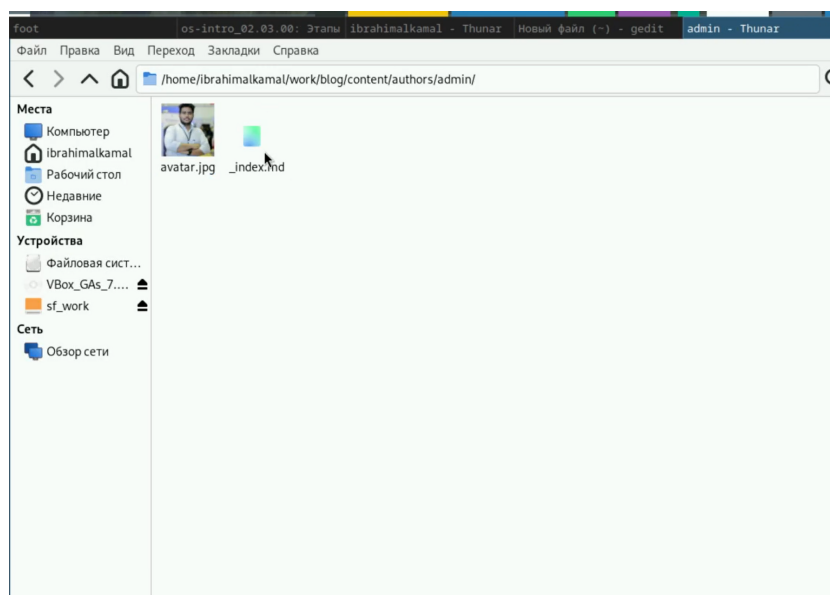 foot os-intro_02.03.00: Этапы ibrahimalkamal - Thunar Новый файл (~) - gedit admin - Thunar
Файл Правка Вид Переход Закладки Справка
/home/ibrahimalkamal/work/blog/content/authors/admin/
Места
Компьютер
ibrahimalkamal
Рабочий стол
Недавние
Корзина
Устройства
Файловая сист...
VBox_GAs_7....
sf_work
Сеть
Обзор сети
avatar.jpg _index.md